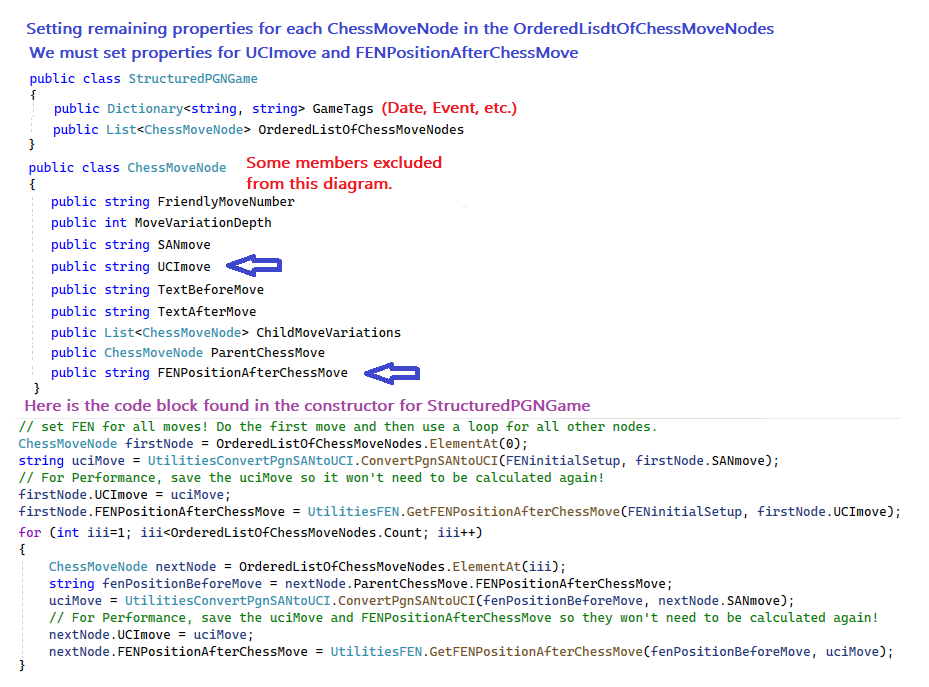 Setting remaining properties for each ChessMoveNode in the OrderedLisdtOfChessMoveNodes
We must set properties for UCImove and FENPositionAfterChessMove
public class StructuredPGNGame
{
public Dictionary<string, string> GameTags (Date, Event, etc.)
public List<ChessMoveNode> OrderedListOfChessMoveNodes
}
public class ChessMoveNode Some members excluded
from this diagram.
{
public string FriendlyMoveNumber
public int MoveVariationDepth
public string SANmove
public string UCImove
public string TextBeforeMove
public string TextAfterMove
public List<ChessMoveNode> ChildMoveVariations
public ChessMoveNode ParentChessMove
public string FENPositionAfterChessMove
}
Here is the code block found in the constructor for StructuredPGNGame
// set FEN for all moves! Do the first move and then use a loop for all other nodes.
ChessMoveNode firstNode = OrderedListOfChessMoveNodes.ElementAt(0);
string uciMove = UtilitiesConvertPgnSANtoUCI.ConvertPgnSANtoUCI(FENinitialSetup, firstNode.SANmove);
// For Performance, save the uciMove so it won't need to be calculated again!
firstNode.UCImove = uciMove;
firstNode.FENPositionAfterChessMove = UtilitiesFEN.GetFENPositionAfterChessMove(FENinitialSetup, firstNode.UCImove);
for (int iii=1; iii<OrderedListOfChessMoveNodes.Count; iii++)
{
ChessMoveNode nextNode = OrderedListOfChessMoveNodes.ElementAt(iii);
string fenPositionBeforeMove = nextNode.ParentChessMove.FENPositionAfterChessMove;
uciMove = UtilitiesConvertPgnSANtoUCI.ConvertPgnSANtoUCI(fenPositionBeforeMove, nextNode.SANmove);
// For Performance, save the uciMove and FENPositionAfterChessMove so they won't need to be calculated again!
nextNode.UCImove = uciMove;
nextNode.FENPositionAfterChessMove = UtilitiesFEN.GetFENPositionAfterChessMove(fenPositionBeforeMove, uciMove);
}